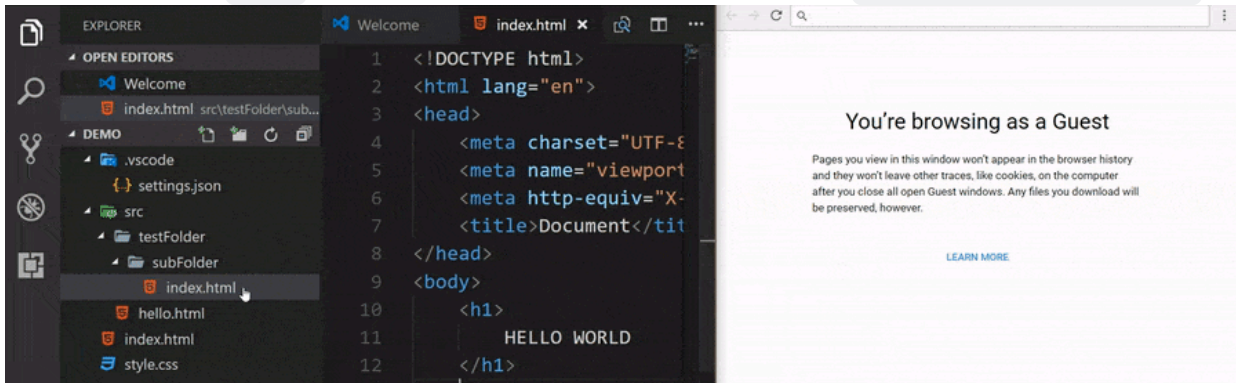 EXPLORER
OPEN EDITORS
Welcome
index.html src\testFolder\sub...
DEMO
.vscode
{..} settings.json
src
testFolder
subFolder
index.html
hello.html
index.html
style.css
Welcome
index.html
1 <!DOCTYPE html>
2 <html lang="en">
3 <head>
4 <meta charset="UTF-8
5 <meta name="viewport
6 <meta http-equiv="X-
7 <title>Document</tit
8 </head>
9 <body>
10 <h1>
11 HELLO WORLD
12 </h1>
You're browsing as a Guest
Pages you view in this window won't appear in the browser history
and they won't leave other traces, like cookies, on the computer
after you close all open Guest windows. Any files you download will
be preserved, however.
LEARN MORE